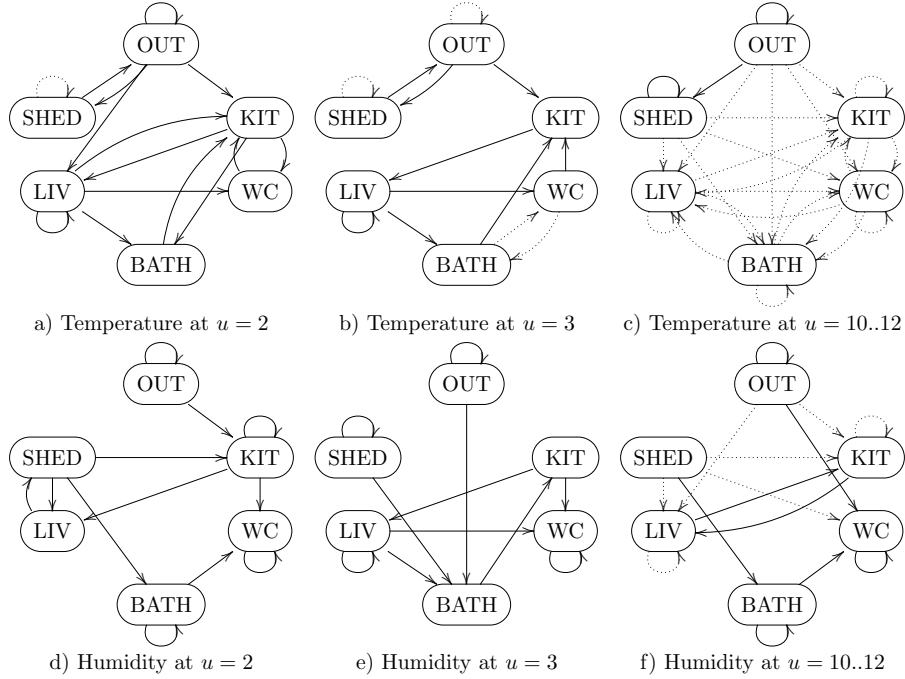 OUT
SHED
KIT
LIV
WC
BATH
a) Temperature at u = 2
OUT
SHED
KIT
LIV
WC
BATH
b) Temperature at u = 3
OUT
SHED
KIT
LIV
WC
BATH
c) Temperature at u = 10..12
OUT
SHED
KIT
LIV
WC
BATH
d) Humidity at u = 2
OUT
SHED
KIT
LIV
WC
BATH
e) Humidity at u = 3
OUT
SHED
KIT
LIV
WC
BATH
f) Humidity at u = 10..12